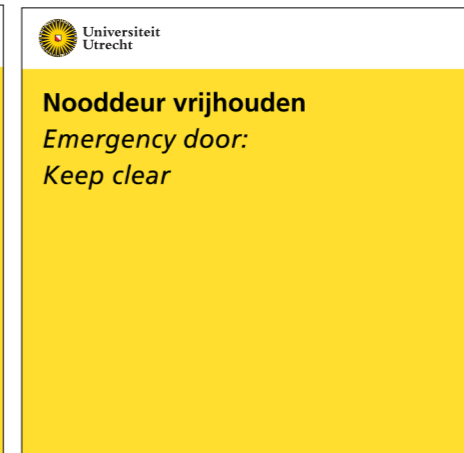 Universiteit
Utrecht
Nooddeur vrijhouden
Emergency door:
Keep clear